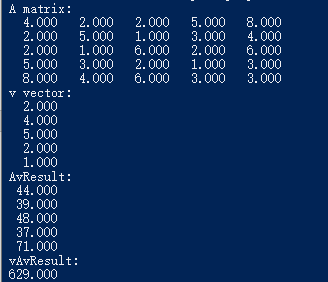 A matrix:
4.000 2.000 2.000 5.000 8.000
2.000 5.000 1.000 3.000 4.000
2.000 1.000 6.000 2.000 6.000
5.000 3.000 2.000 1.000 3.000
8.000 4.000 6.000 3.000 3.000
v vector:
2.000
4.000
5.000
2.000
1.000
AvResult:
44.000
39.000
48.000
37.000
71.000
vAvResult:
629.000